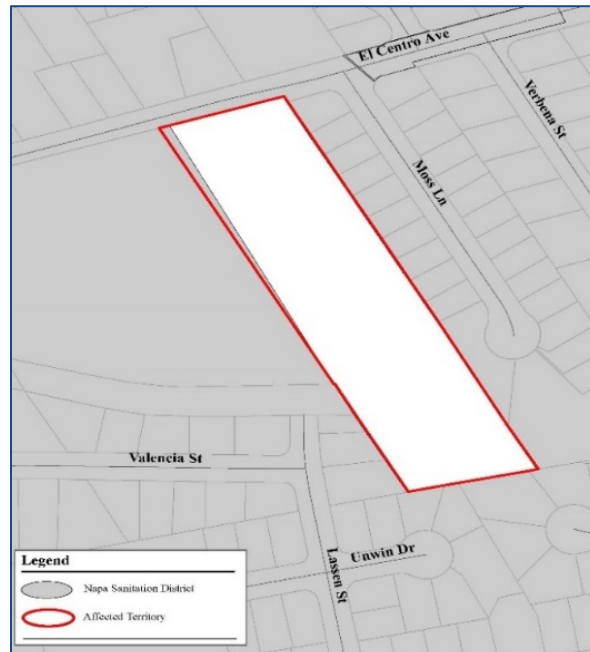 El Centro Ave
Verbena St
Moss Ln
Valencia St
Unwin Dr
Lassen St
Legend
Napa Sanitation District
Affected Territory